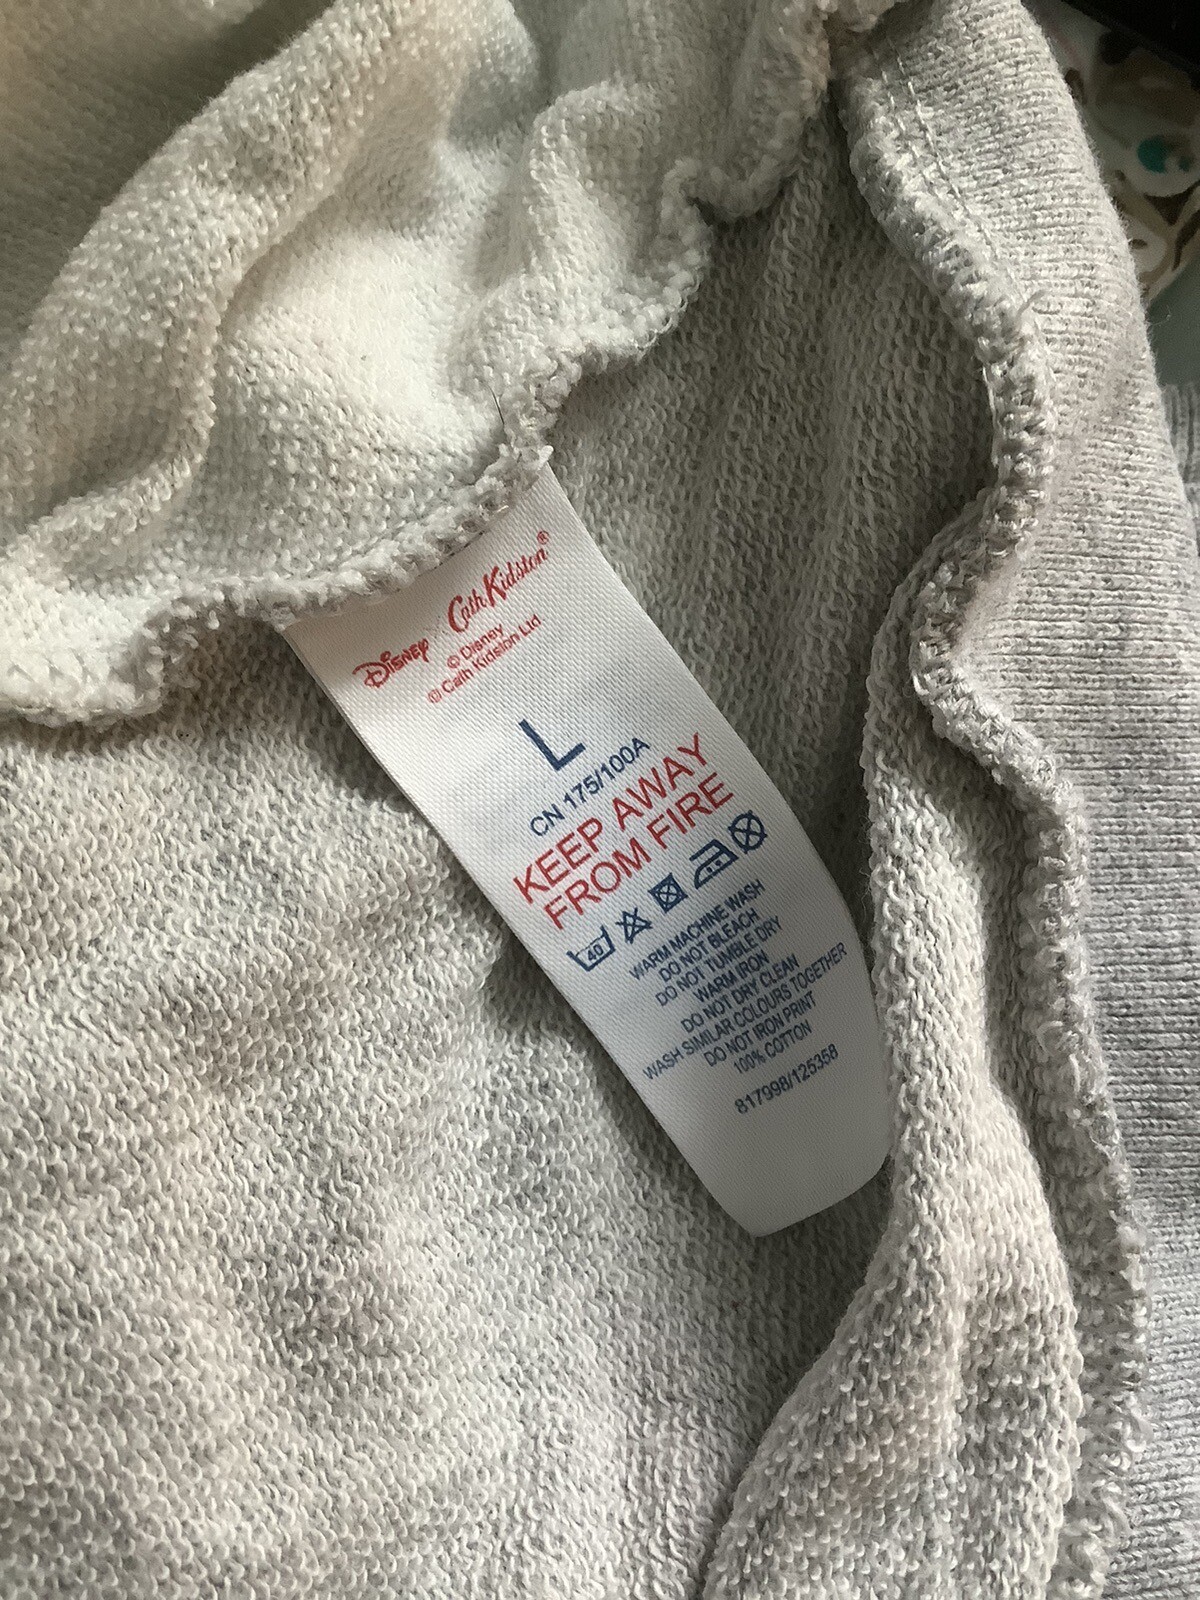 Disney Cath Kidston®
© Disney
© Cath Kidston Ltd
L
CN 175/100A
KEEP AWAY
FROM FIRE
40
WARM MACHINE WASH
DO NOT BLEACH
DO NOT TUMBLE DRY
WARM IRON
DO NOT DRY CLEAN
WASH SIMILAR COLOURS TOGETHER
DO NOT IRON PRINT
100% COTTON
817998/125358